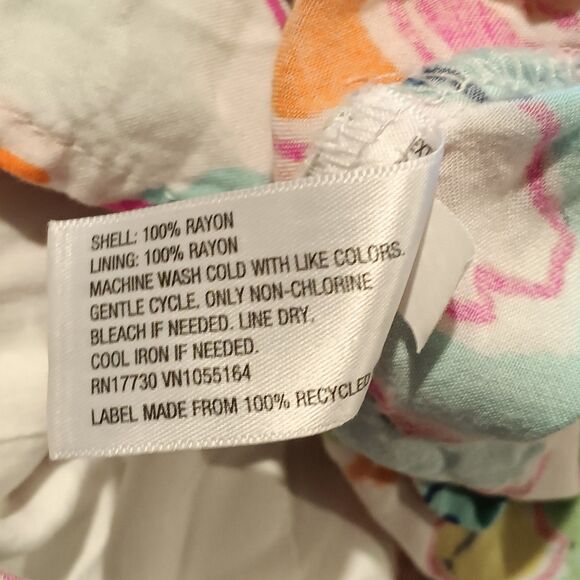 SHELL: 100% RAYON
LINING: 100% RAYON
MACHINE WASH COLD WITH LIKE COLORS.
GENTLE CYCLE. ONLY NON-CHLORINE
BLEACH IF NEEDED. LINE DRY.
COOL IRON IF NEEDED.
RN17730 VN1055164
LABEL MADE FROM 100% RECYCLED